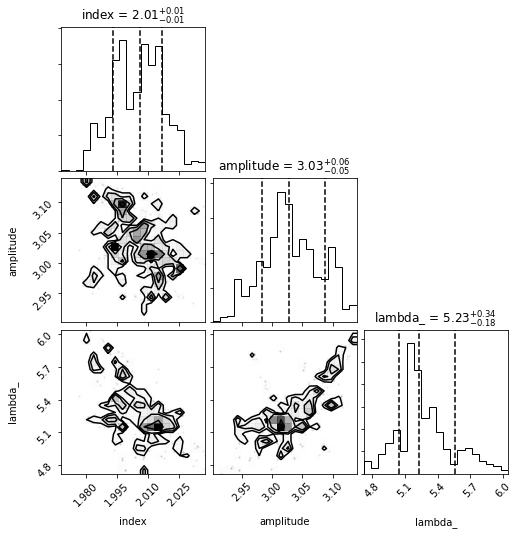 index = 2.01+0.01−0.01
amplitude = 3.03+0.06−0.05
3.10
3.05
3.00
2.95
amplitude
lambda_ = 5.23+0.34−0.18
6.0
5.7
5.4
5.1
4.8
lambda_
1.980 1.995 2.010 2.025
2.95 3.00 3.05 3.10
4.8 5.1 5.4 5.7 6.0
index amplitude lambda_